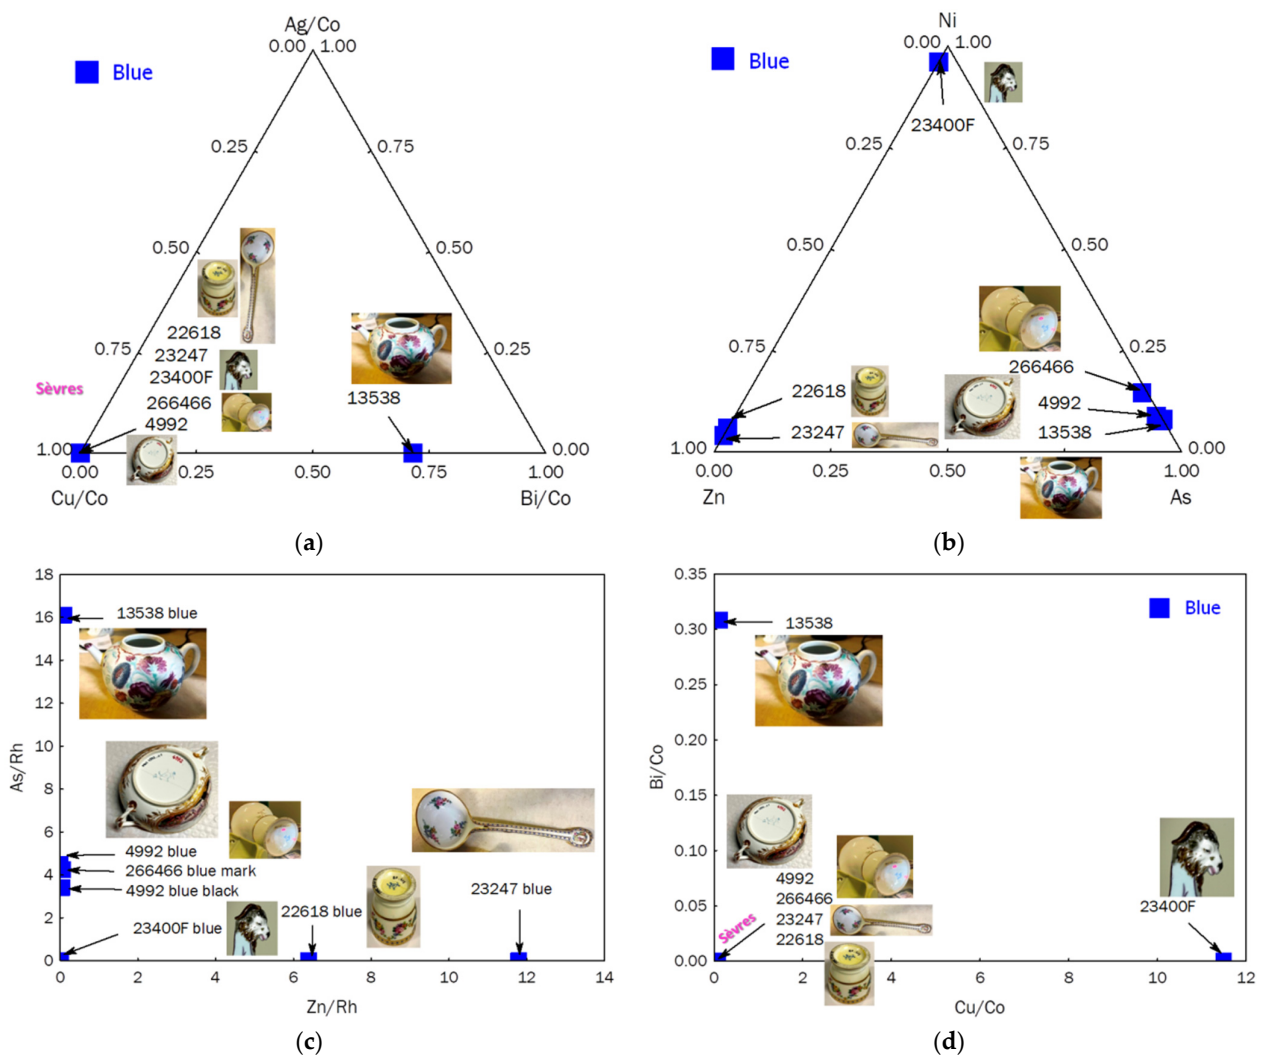 Ag/Co
0.00 1.00
Blue
0.25 0.75
0.50 0.50
22618
0.75 23247 0.25
23400F
Sèvres
266466 13538
4992
1.00 0.00
0.00 0.25 0.50 0.75 1.00
Cu/Co Bi/Co
(a)
Ni
0.00 1.00
Blue
23400F
0.25 0.75
0.50 0.50
0.75 0.25
266466
22618
4992
23247 13538
1.00 0.00
0.00 0.25 0.50 0.75 1.00
Zn As
(b)
18
16
14
12
10
8
6
4
2
0
As/Rh
13538 blue
4992 blue
266466 blue mark
4992 blue black
23400F blue
22618 blue
23247 blue
0 2 4 6 8 10 12 14
Zn/Rh
(c)
0.35
0.30
0.25
0.20
0.15
0.10
0.05
0.00
Bi/Co
Blue
13538
4992
266466
23247
22618
Sèvres
23400F
0 2 4 6 8 10 12
Cu/Co
(d)